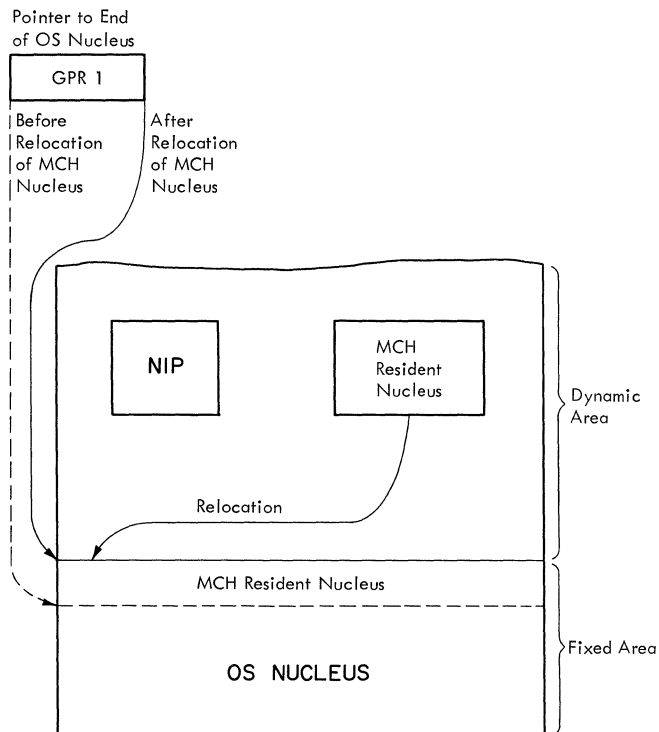 Pointer to End
of OS Nucleus
GPR 1
Before
Relocation
of MCH
Nucleus
After
Relocation
of MCH
Nucleus
NIP
MCH
Resident
Nucleus
Dynamic
Area
Relocation
MCH Resident Nucleus
Fixed Area
OS NUCLEUS